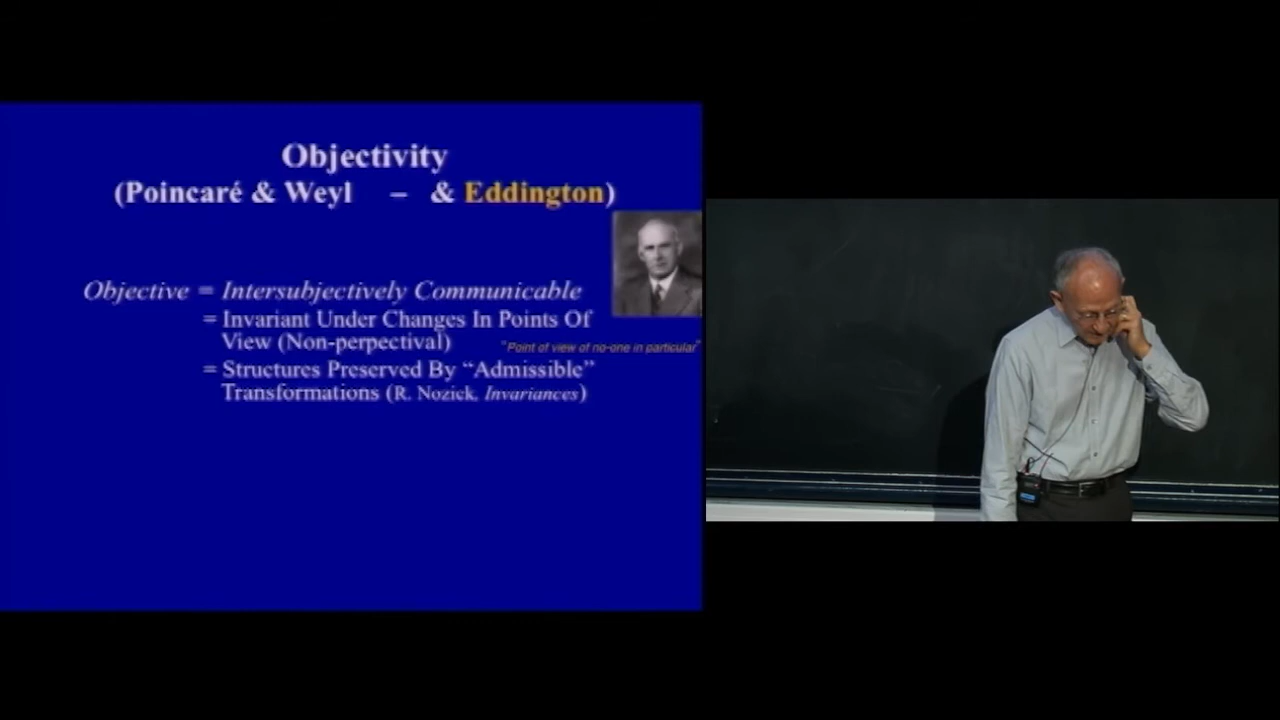 Objectivity
(Poincaré & Weyl – & Eddington)
Objective = Intersubjectively Communicable
= Invariant Under Changes In Points Of
View (Non-perpectival)
"Point of view of no-one in particular"
= Structures Preserved By “Admissible”
Transformations (R. Nozick, Invariances)